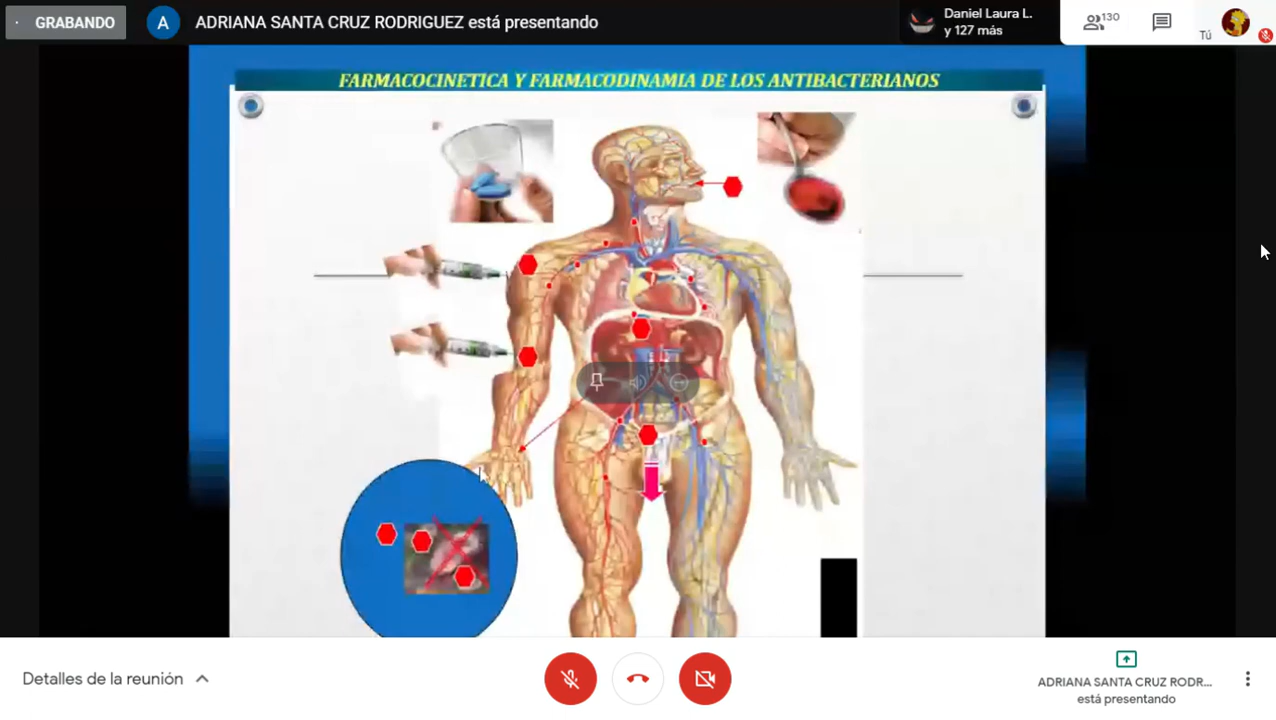 GRABANDO
A
ADRIANA SANTA CRUZ RODRIGUEZ está presentando
Daniel Laura L.
y 127 más
130
Tú
FARMACOCINETICA Y FARMACODINAMIA DE LOS ANTIBACTERIANOS
Detalles de la reunión
ADRIANA SANTA CRUZ RODR...
está presentando